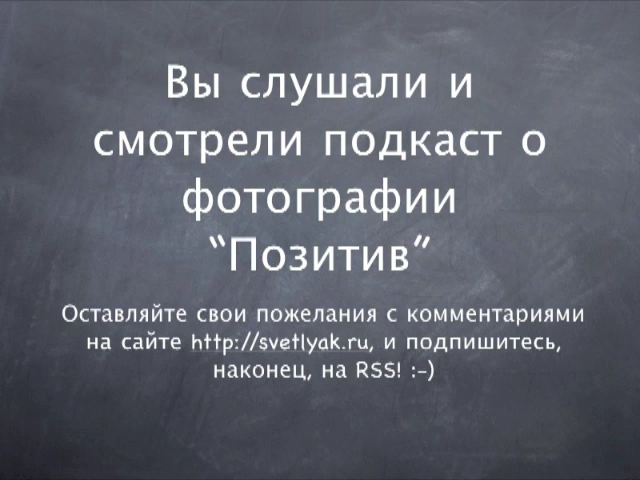 Вы слушали и
смотрели подкаст о
фотографии
“Позитив”
Оставляйте свои пожелания с комментариями
на сайте http://svetlyak.ru, и подпишитесь,
наконец, на RSS! :-)